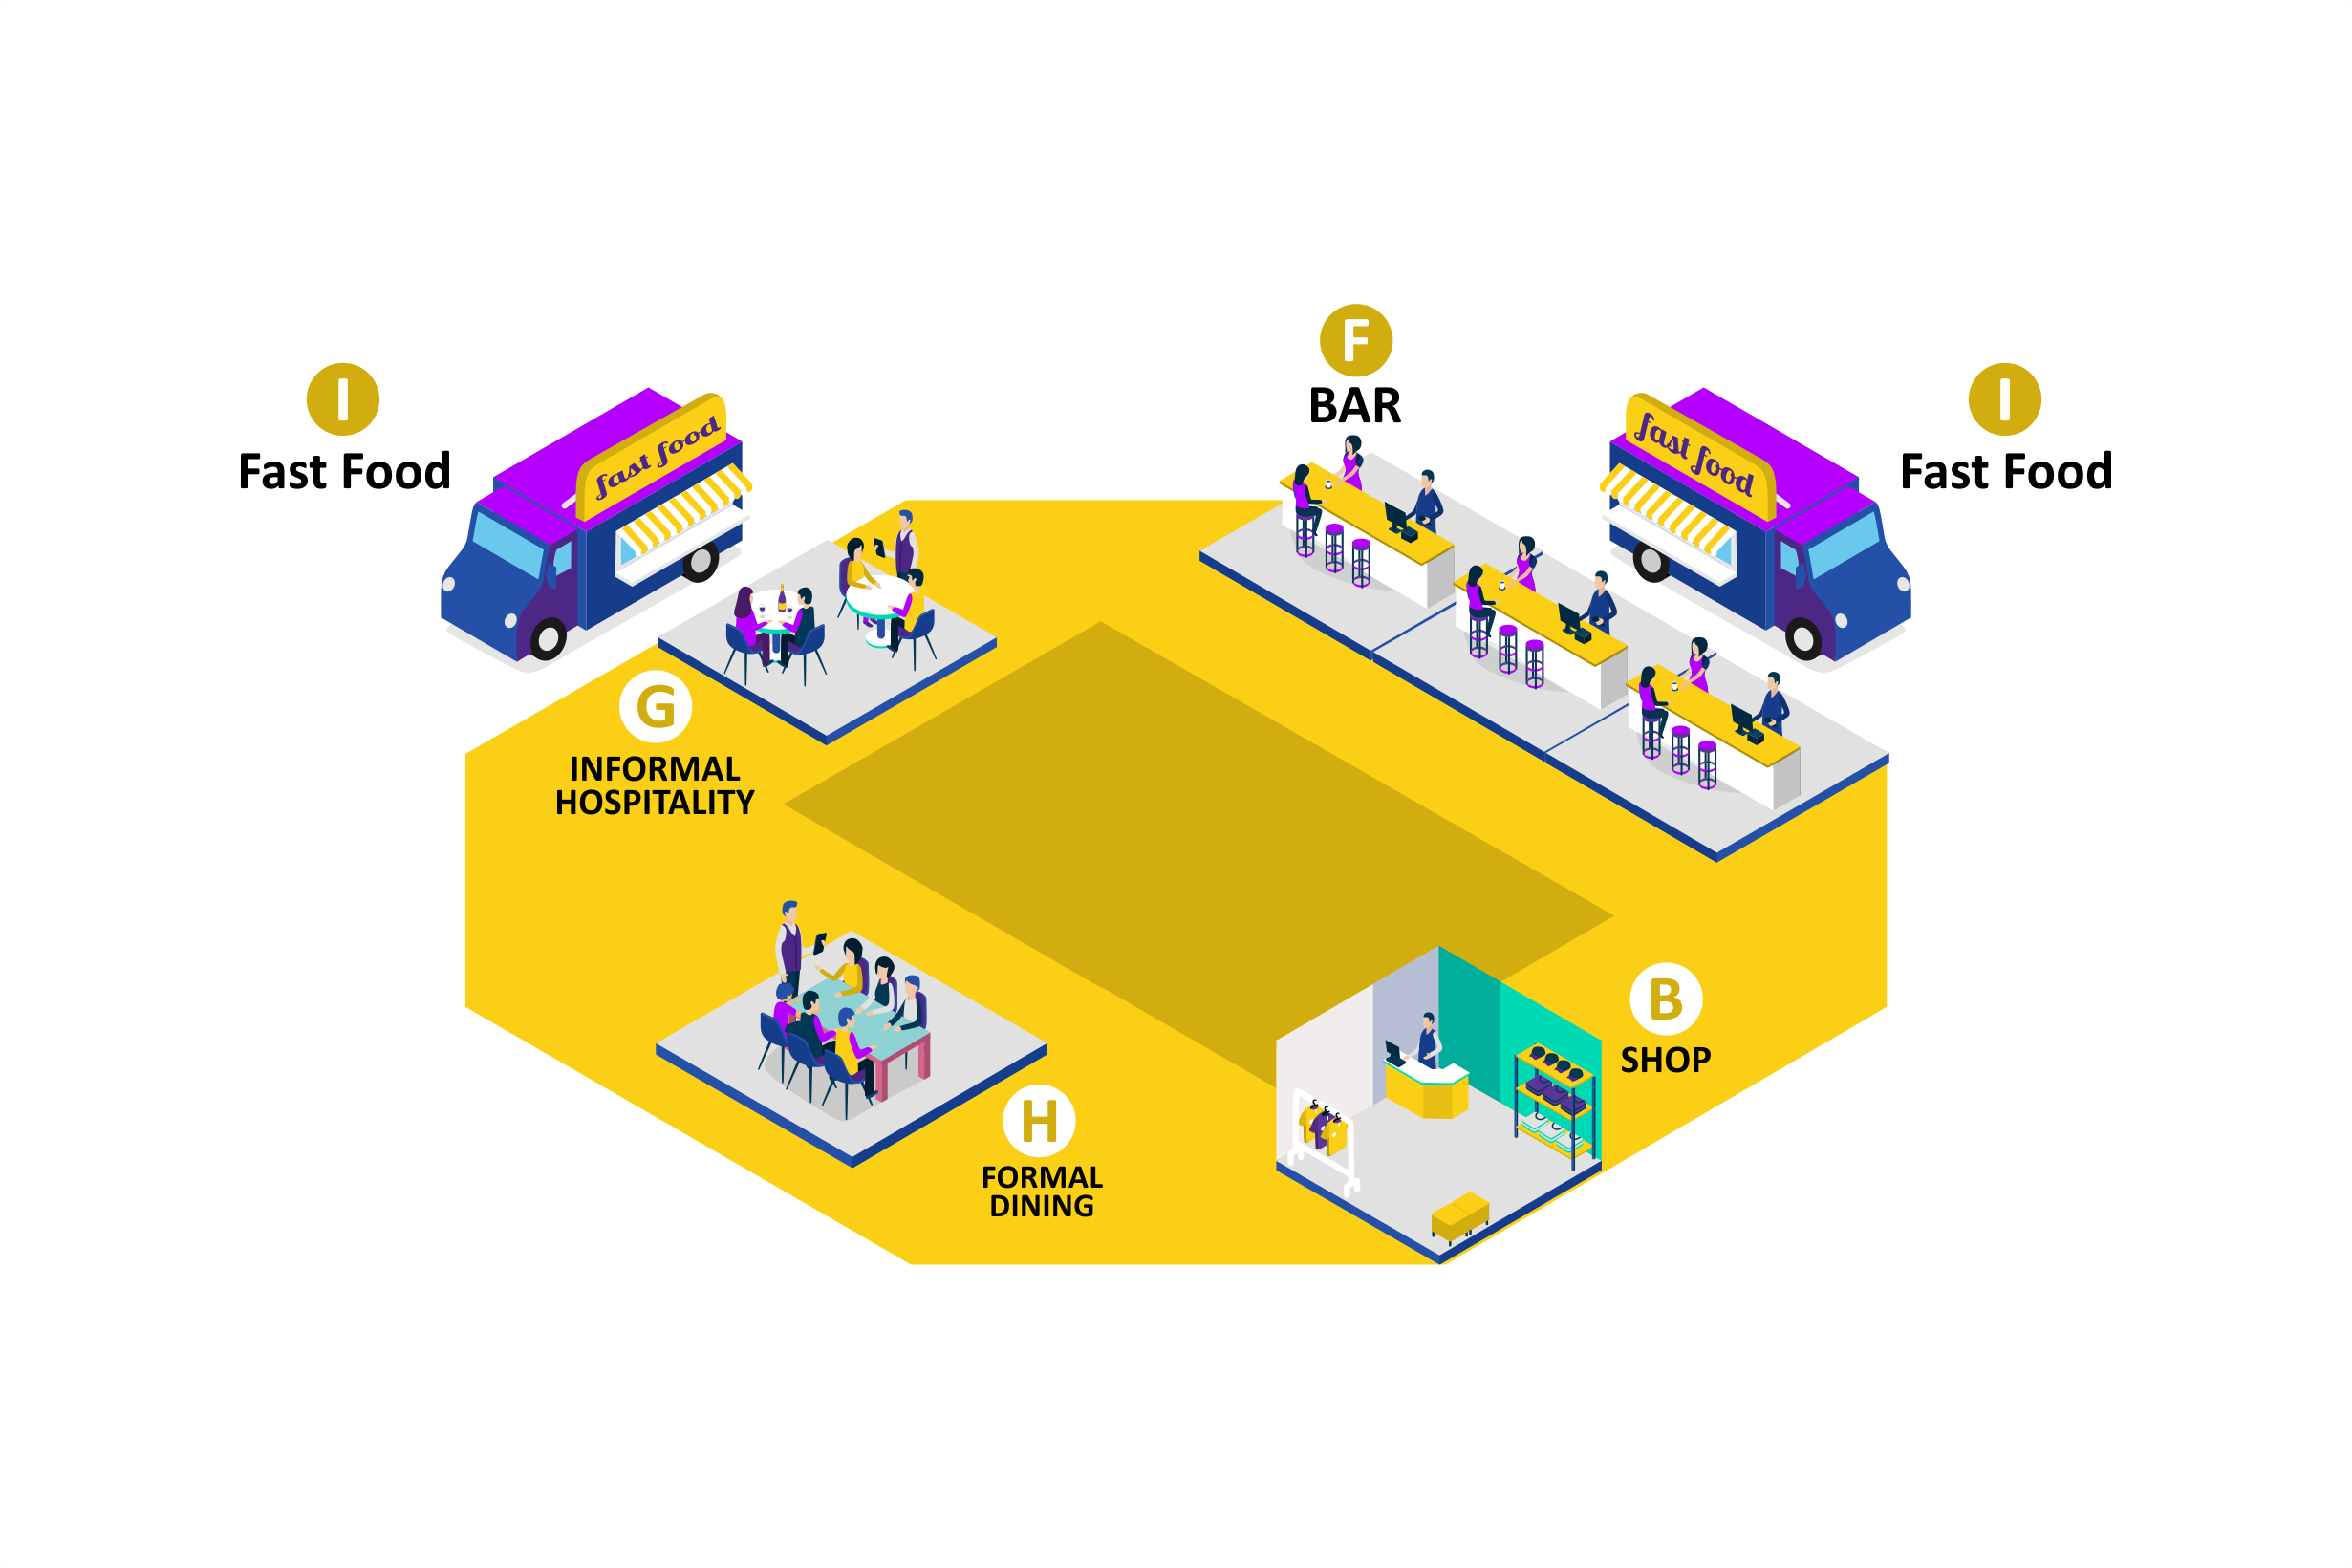 F
BAR
I
Fast Food
fast food
fast food
I
Fast Food
G
INFORMAL
HOSPITALITY
B
SHOP
H
FORMAL
DINING